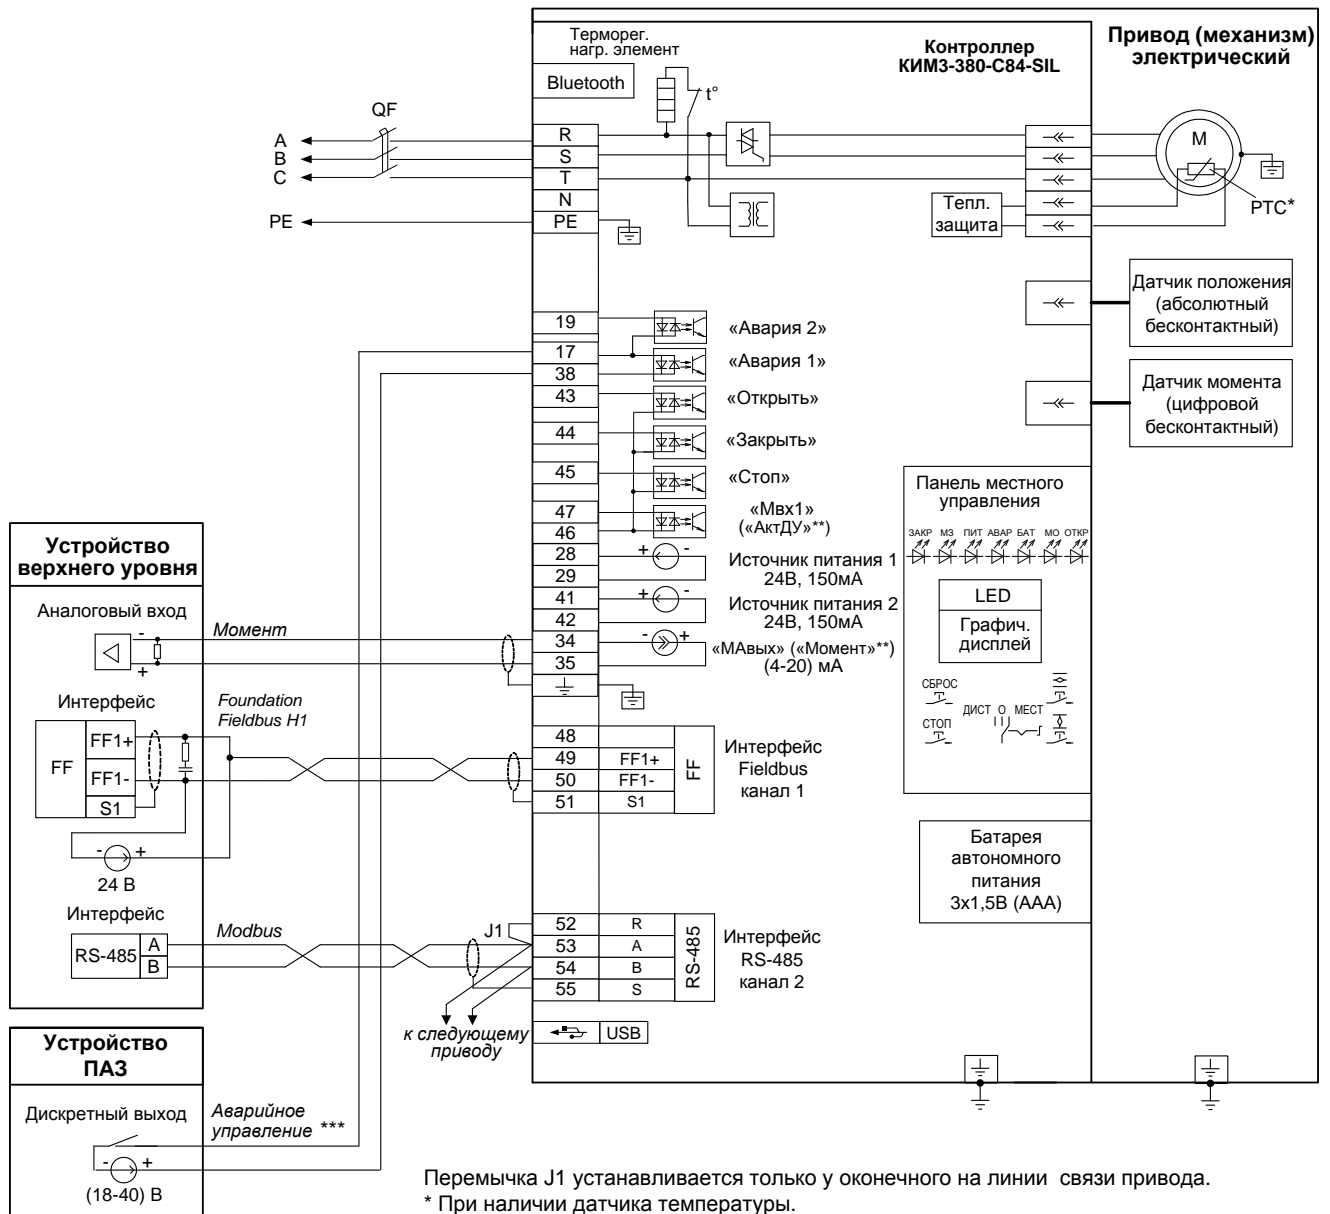 Терморег.
нагр. элемент
Контроллер
КИМ3-380-С84-SIL
Привод (механизм)
электрический
Bluetooth
t°
QF
A
B
C
PE
R
S
T
N
PE
M
PTC*
Тепл.
защита
Датчик положения
(абсолютный
бесконтактный)
Датчик момента
(цифровой
бесконтактный)
19
17
38
43
44
45
47
46
28
29
41
42
34
35
«Авария 2»
«Авария 1»
«Открыть»
«Закрыть»
«Стоп»
«Мвх1»
(«АктДУ»**)
+ -
Источник питания 1
24В, 150мА
+ -
Источник питания 2
24В, 150мА
- +
«МАвых» («Момент»**)
(4-20) мА
Панель местного
управления
ЗАКР МЗ ПИТ АВАР БАТ МО ОТКР
LED
Графич.
дисплей
СБРОС
СТОП
ДИСТ О МЕСТ
Батарея
автономного
питания
3x1,5В (ААА)
Устройство
верхнего уровня
Аналоговый вход
-
+
Момент
Интерфейс
FF
FF1+
FF1-
S1
Foundation
Fieldbus H1
- +
24 В
Интерфейс
RS-485
A
B
Modbus
48
49 FF1+
50 FF1-
51 S1
FF
Интерфейс
Fieldbus
канал 1
J1
52 R
53 A
54 B
55 S
RS-485
Интерфейс
RS-485
канал 2
USB
к следующему
приводу
Устройство
ПАЗ
Дискретный выход
- +
(18-40) В
Аварийное
управление ***
Перемычка J1 устанавливается только у оконечного на линии связи привода.
* При наличии датчика температуры.